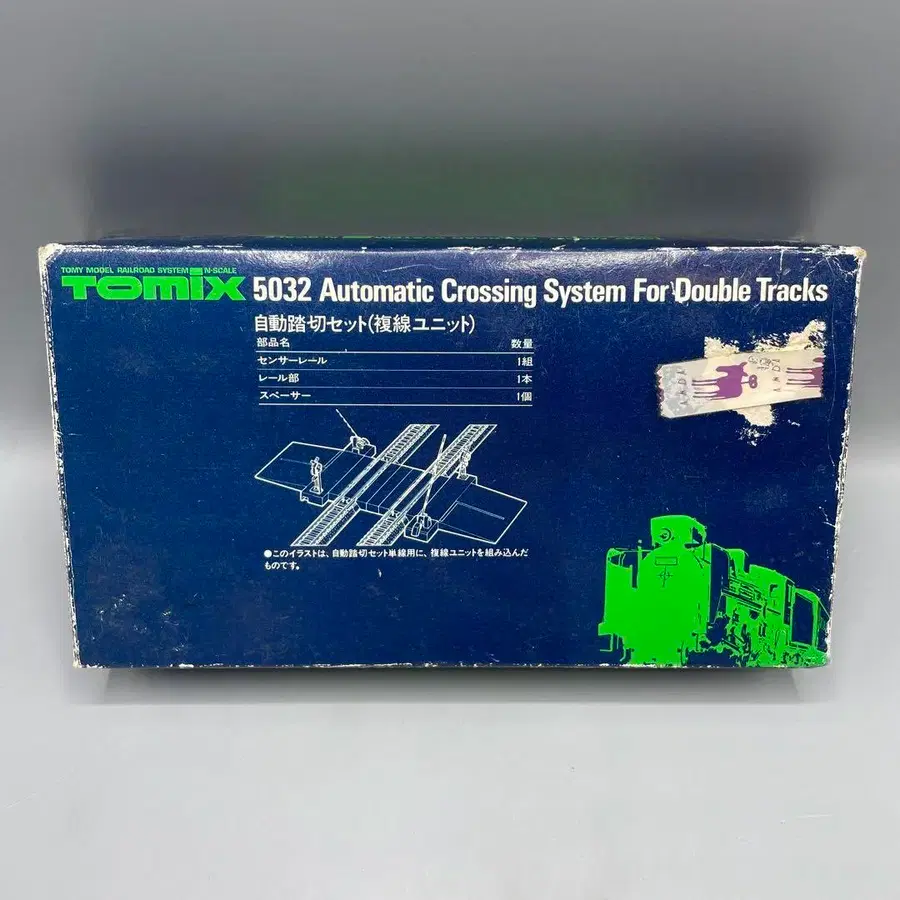 TOMY MODEL RAILROAD SYSTEM N-SCALE
TOMIX 5032 Automatic Crossing System For Double Tracks
自動踏切セット(複線ユニット)
部品名 数量
センサーレール 1組
レール部 1本
スペーサー 1個
●このイラストは、自動踏切セット単線用に、複線ユニットを組み込んだ
ものです。